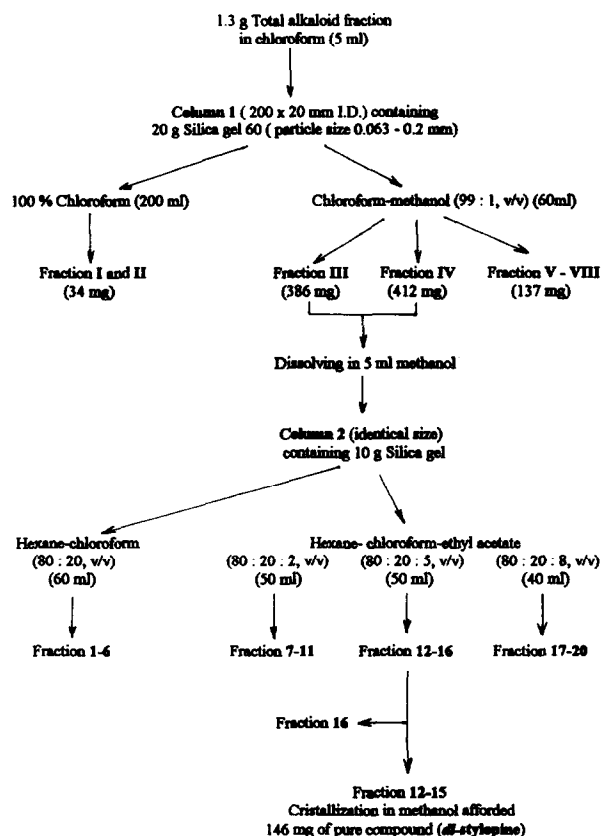 1.3 g Total alkaloid fraction
in chloroform (5 ml)
Column 1 ( 200 x 20 mm I.D.) containing
20 g Silica gel 60 ( particle size 0.063 - 0.2 mm)
100 % Chloroform (200 ml)
Chloroform-methanol (99 : 1, v/v) (60ml)
Fraction I and II
(34 mg)
Fraction III
(386 mg)
Fraction IV
(412 mg)
Fraction V - VIII
(137 mg)
Dissolving in 5 ml methanol
Column 2 (identical size)
containing 10 g Silica gel
Hexane-chloroform
(80 : 20, v/v)
(60 ml)
Hexane- chloroform-ethyl acetate
(80 : 20 : 2, v/v)
(50 ml)
(80 : 20 : 5, v/v)
(50 ml)
(80 : 20 : 8, v/v)
(40 ml)
Fraction 1-6
Fraction 7-11
Fraction 12-16
Fraction 17-20
Fraction 16
Fraction 12-15
Cristallization in methanol afforded
146 mg of pure compound (dl-stylopine)